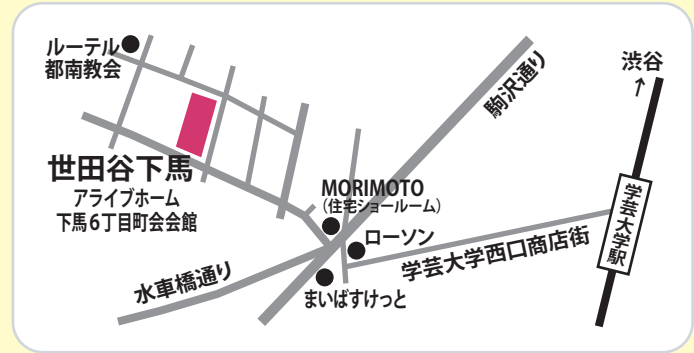 ルーテル
都南教会
世田谷下馬
アライブホーム
下馬6丁目町会会館
駒沢通り
渋谷
↑
MORIMOTO
(住宅ショールーム)
ローソン
学芸大学駅
学芸大学西口商店街
水車橋通り
まいばすけっと